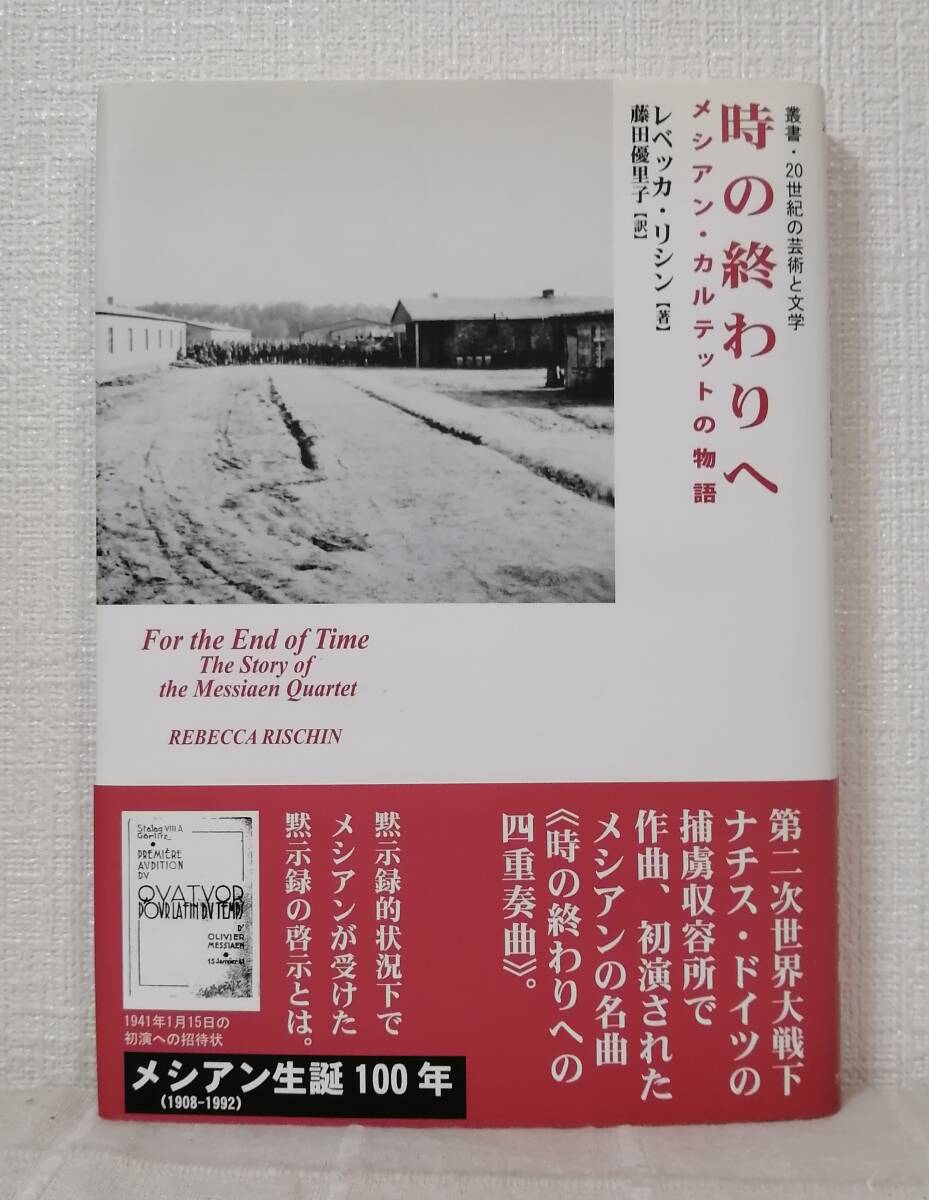 叢書・20世紀の芸術と文学
時の終わりへ
メシアン・カルテットの物語
レベッカ・リシン【著】
藤田優里子【訳】
For the End of Time
The Story of
the Messiaen Quartet
REBECCA RISCHIN
第二次世界大戦下
ナチス・ドイツの
捕虜収容所で
作曲、初演された
メシアンの名曲
《時の終わりへの
四重奏曲》。
黙示録的状況下で
メシアンが受けた
黙示録の啓示とは。
Stalag VIII A
Görlitz
PREMIÈRE
AVDITION
DV
QVATVOR
POVR LA FIN DV TEMPS
D'
OLIVIER
MESSIAEN
15 Janvier 41
1941年1月15日の
初演への招待状
メシアン生誕100年
(1908-1992)